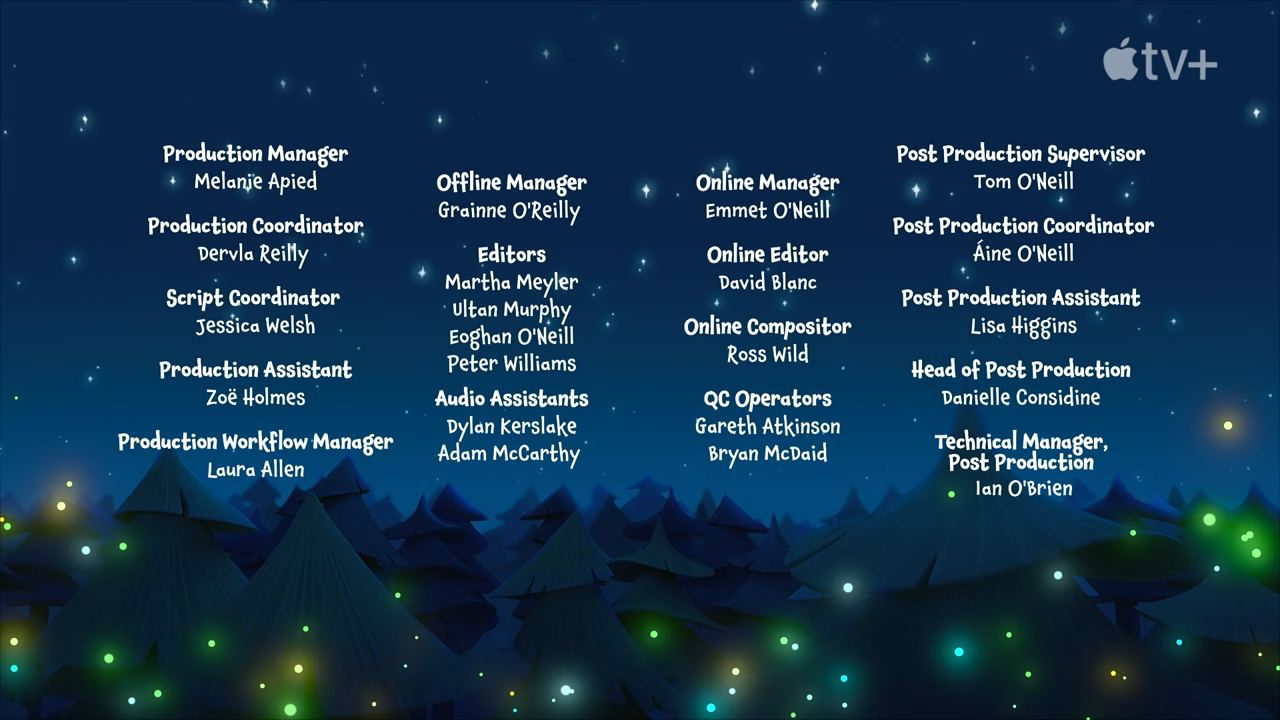 tv+
Production Manager
Melanie Apied
Production Coordinator
Dervla Reilly
Script Coordinator
Jessica Welsh
Production Assistant
Zoë Holmes
Production Workflow Manager
Laura Allen
Offline Manager
Grainne O'Reilly
Editors
Martha Meyler
Ultan Murphy
Eoghan O'Neill
Peter Williams
Audio Assistants
Dylan Kerslake
Adam McCarthy
Online Manager
Emmet O'Neill
Online Editor
David Blanc
Online Compositor
Ross Wild
QC Operators
Gareth Atkinson
Bryan McDaid
Post Production Supervisor
Tom O'Neill
Post Production Coordinator
Áine O'Neill
Post Production Assistant
Lisa Higgins
Head of Post Production
Danielle Considine
Technical Manager,
Post Production
Ian O'Brien